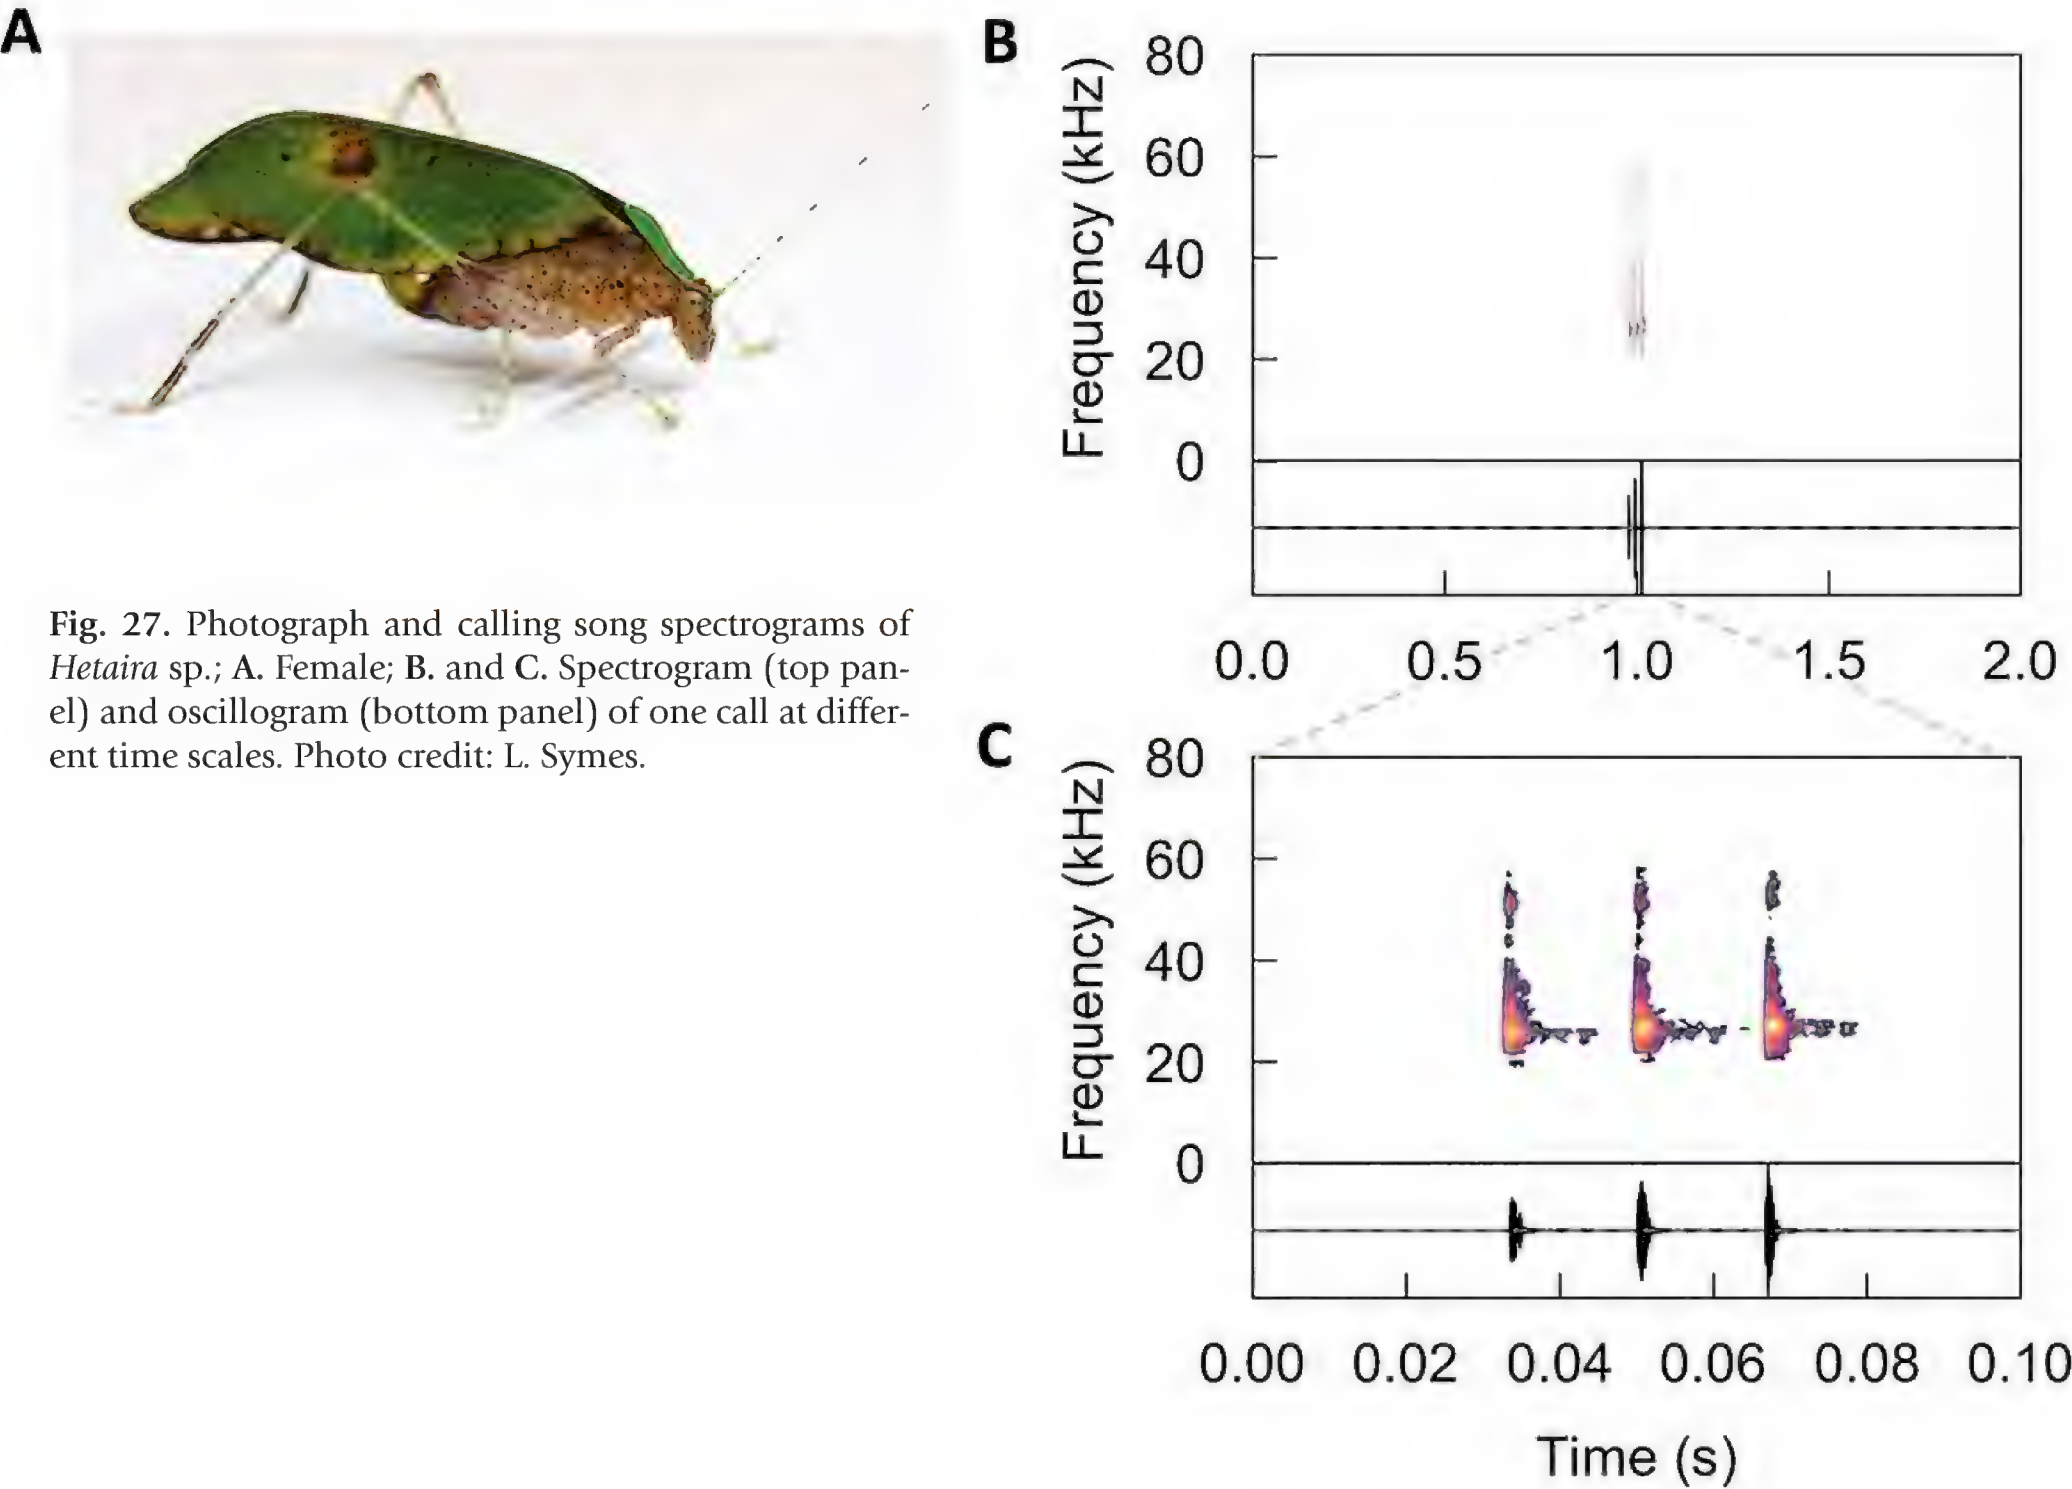 A
B
Frequency (kHz)
80
60
40
20
0
0.0 0.5 1.0 1.5 2.0
Fig. 27. Photograph and calling song spectrograms of
Hetaira sp.; A. Female; B. and C. Spectrogram (top pan-
el) and oscillogram (bottom panel) of one call at differ-
ent time scales. Photo credit: L. Symes.
C
Frequency (kHz)
80
60
40
20
0
0.00 0.02 0.04 0.06 0.08 0.10
Time (s)